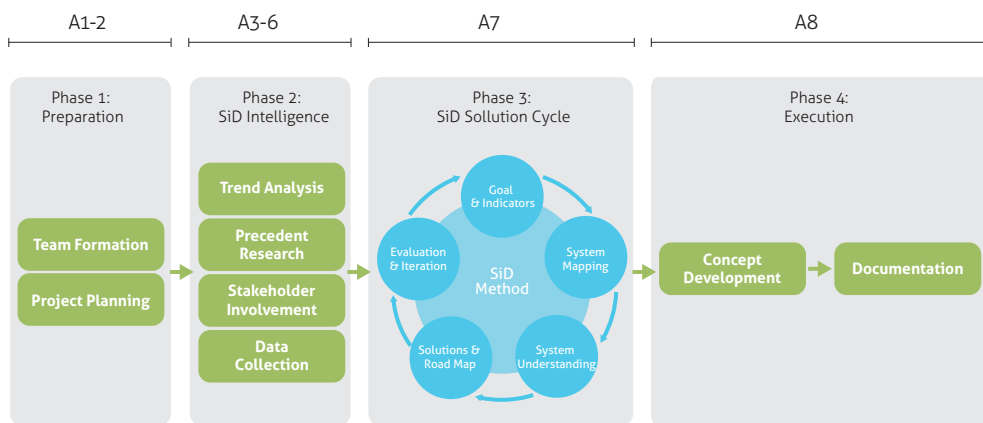 A1-2
A3-6
A7
A8
Phase 1:
Preparation
Team Formation
Project Planning
Phase 2:
SiD Intelligence
Trend Analysis
Precedent
Research
Stakeholder
Involvement
Data
Collection
Phase 3:
SiD Sollution Cycle
Goal
& Indicators
System
Mapping
System
Understanding
Solutions &
Road Map
Evaluation
& Iteration
SiD
Method
Phase 4:
Execution
Concept
Development
Documentation